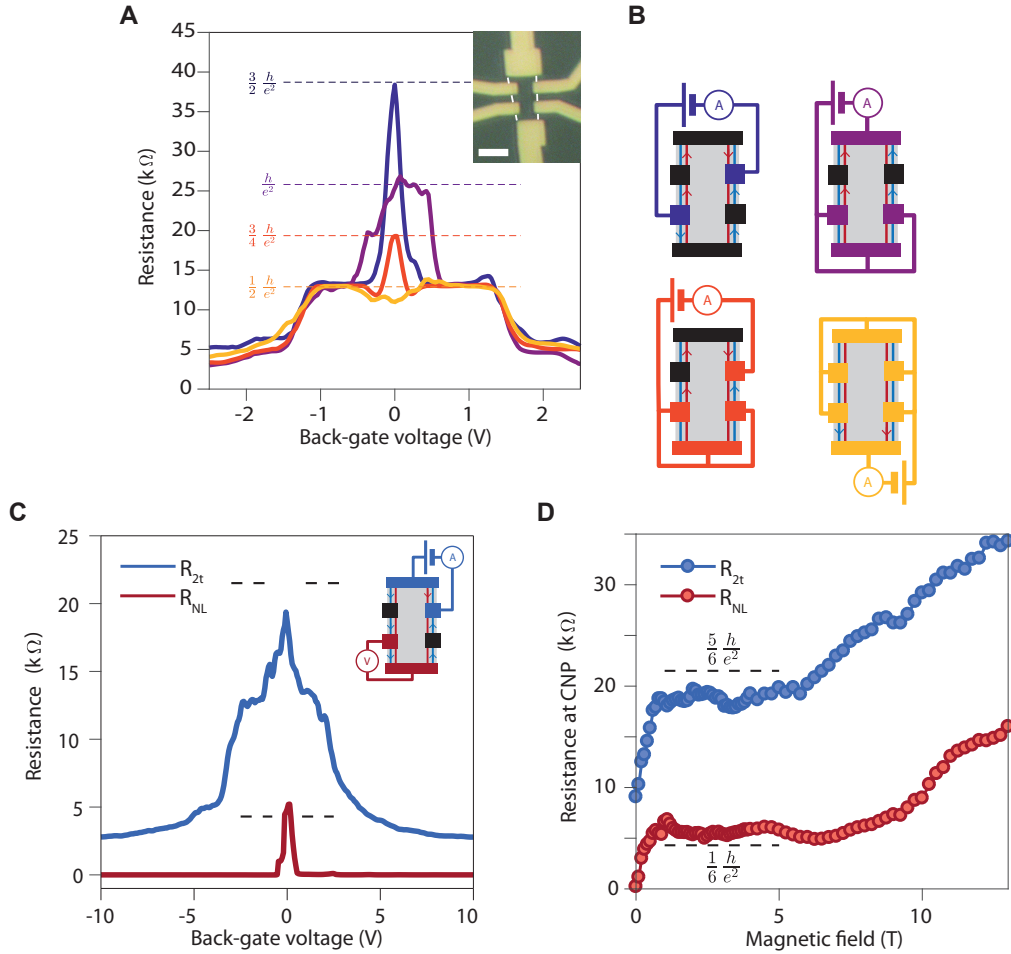 A
Resistance (kΩ)
45
40
35
30
25
20
15
10
5
0
3/2 h/e²
h/e²
3/4 h/e²
1/2 h/e²
-2
-1
0
1
2
Back-gate voltage (V)
B
A
A
A
A
C
Resistance (kΩ)
25
20
15
10
5
0
R2t
RNL
A
V
-10
-5
0
5
10
Back-gate voltage (V)
D
Resistance at CNP (kΩ)
30
20
10
0
R2t
RNL
5/6 h/e²
1/6 h/e²
0
5
10
Magnetic field (T)